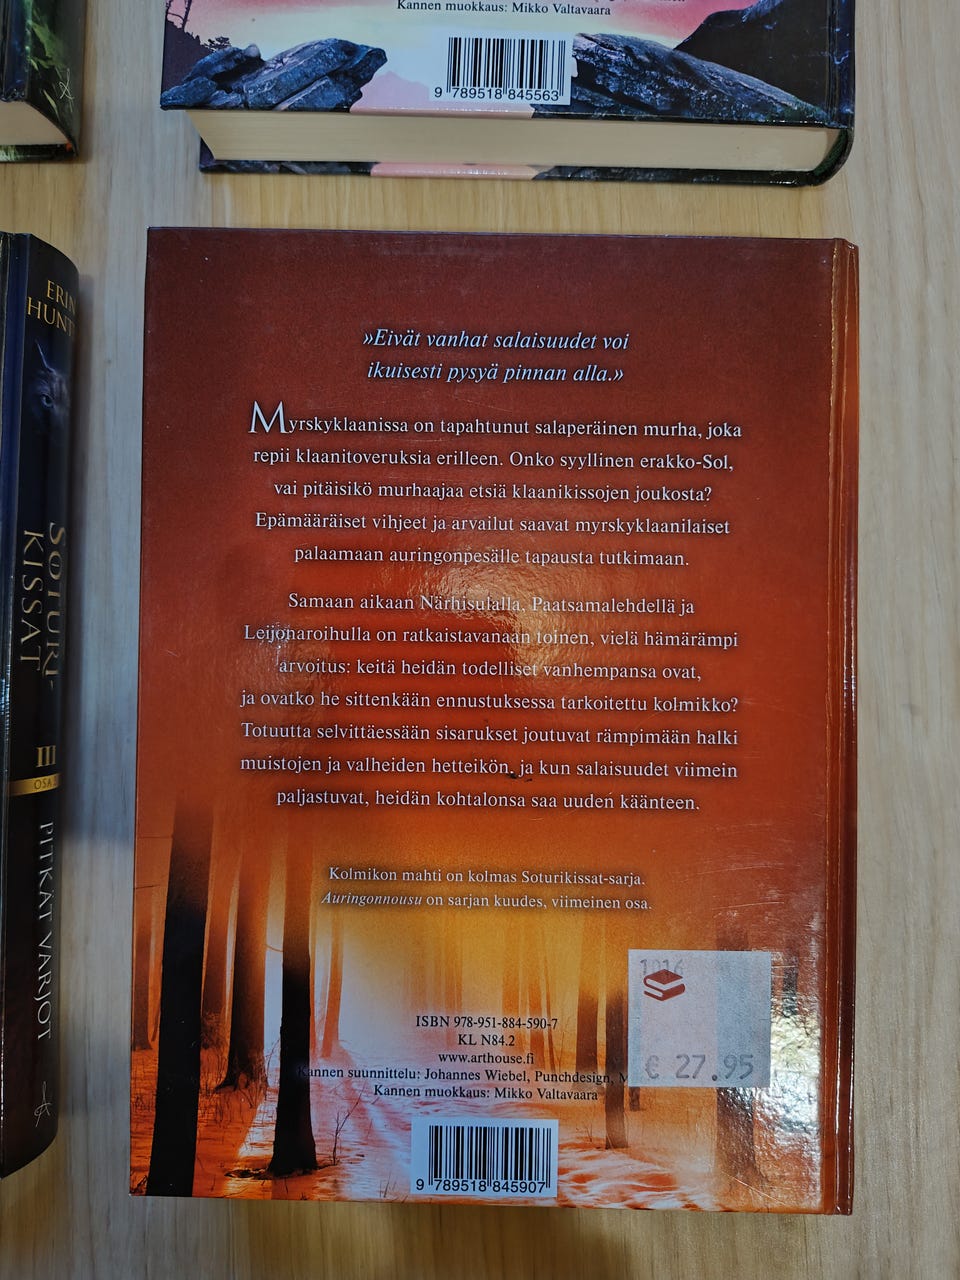 Kannen muokkaus: Mikko Valtavaara
9 789518 845563
ERIN
HUNT
SOTURI-
KISSAT
III
OSA
PITKÄT VARJOT
»Eivät vanhat salaisuudet voi
ikuisesti pysyä pinnan alla.»
Myrskyklaanissa on tapahtunut salaperäinen murha, joka
repii klaanitoveruksia erilleen. Onko syyllinen erakko-Sol,
vai pitäisikö murhaajaa etsiä klaanikissojen joukosta?
Epämääräiset vihjeet ja arvailut saavat myrskyklaanilaiset
palaamaan auringonpesälle tapausta tutkimaan.
Samaan aikaan Närhisulalla, Paatsamalehdellä ja
Leijonaroihulla on ratkaistavanaan toinen, vielä hämärämpi
arvoitus: keitä heidän todelliset vanhempansa ovat,
ja ovatko he sittenkään ennustuksessa tarkoitettu kolmikko?
Totuutta selvittäessään sisarukset joutuvat rämpimään halki
muistojen ja valheiden hetteikön, ja kun salaisuudet viimein
paljastuvat, heidän kohtalonsa saa uuden käänteen.
Kolmikon mahti on kolmas Soturikissat-sarja.
Auringonnousu on sarjan kuudes, viimeinen osa.
1016
ISBN 978-951-884-590-7
KL N84.2
www.arthouse.fi
Kannen suunnittelu: Johannes Wiebel, Punchdesign, M
Kannen muokkaus: Mikko Valtavaara
€ 27.95
9 789518 845907